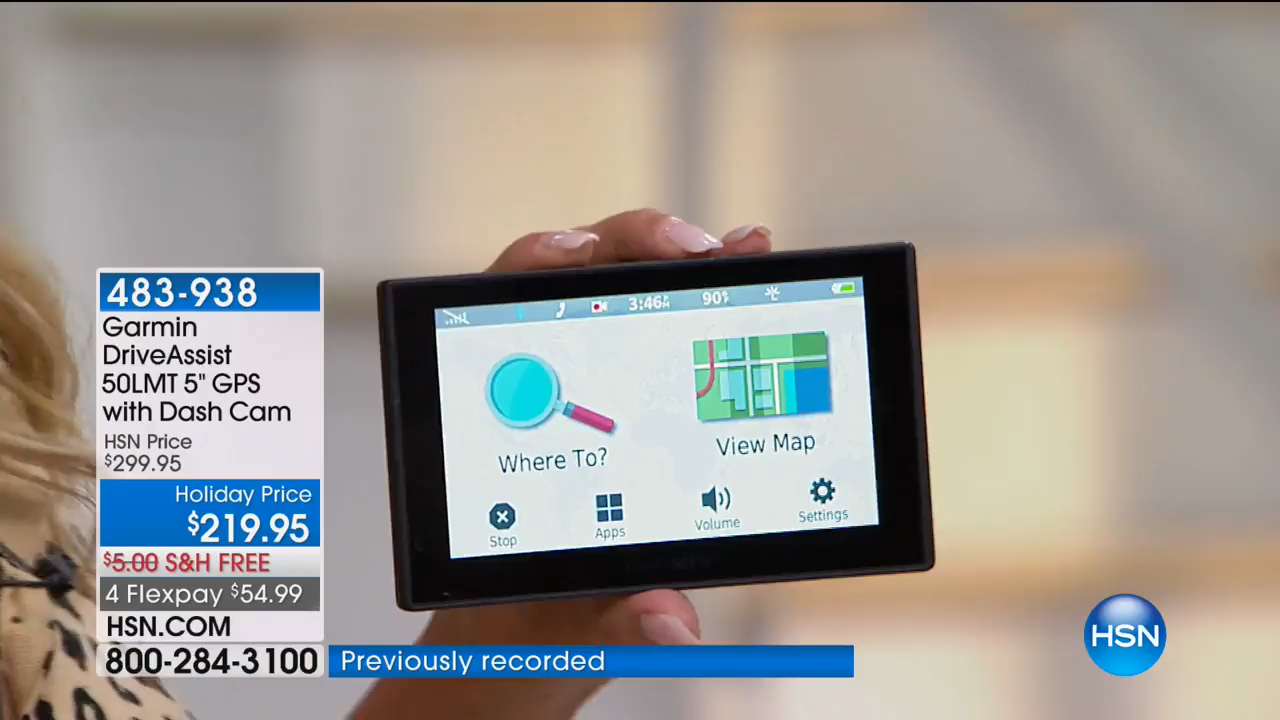 483-938
Garmin
DriveAssist
50LMT 5" GPS
with Dash Cam
HSN Price
$299.95
Holiday Price
$219.95
$5.00 S&H FREE
4 Flexpay $54.99
HSN.COM
800-284-3100
Previously recorded
3:46
90°F
Where To?
View Map
Stop
Apps
Volume
Settings
HSN